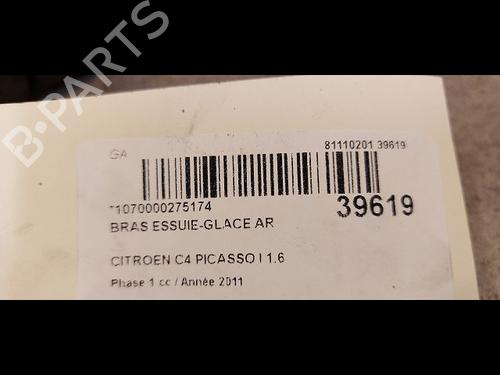 B-PARTS
GA
81110201 39619
*1070000275174
39619
BRAS ESSUIE-GLACE AR
CITROEN C4 PICASSO I 1.6
Phase 1 cc / Année 2011